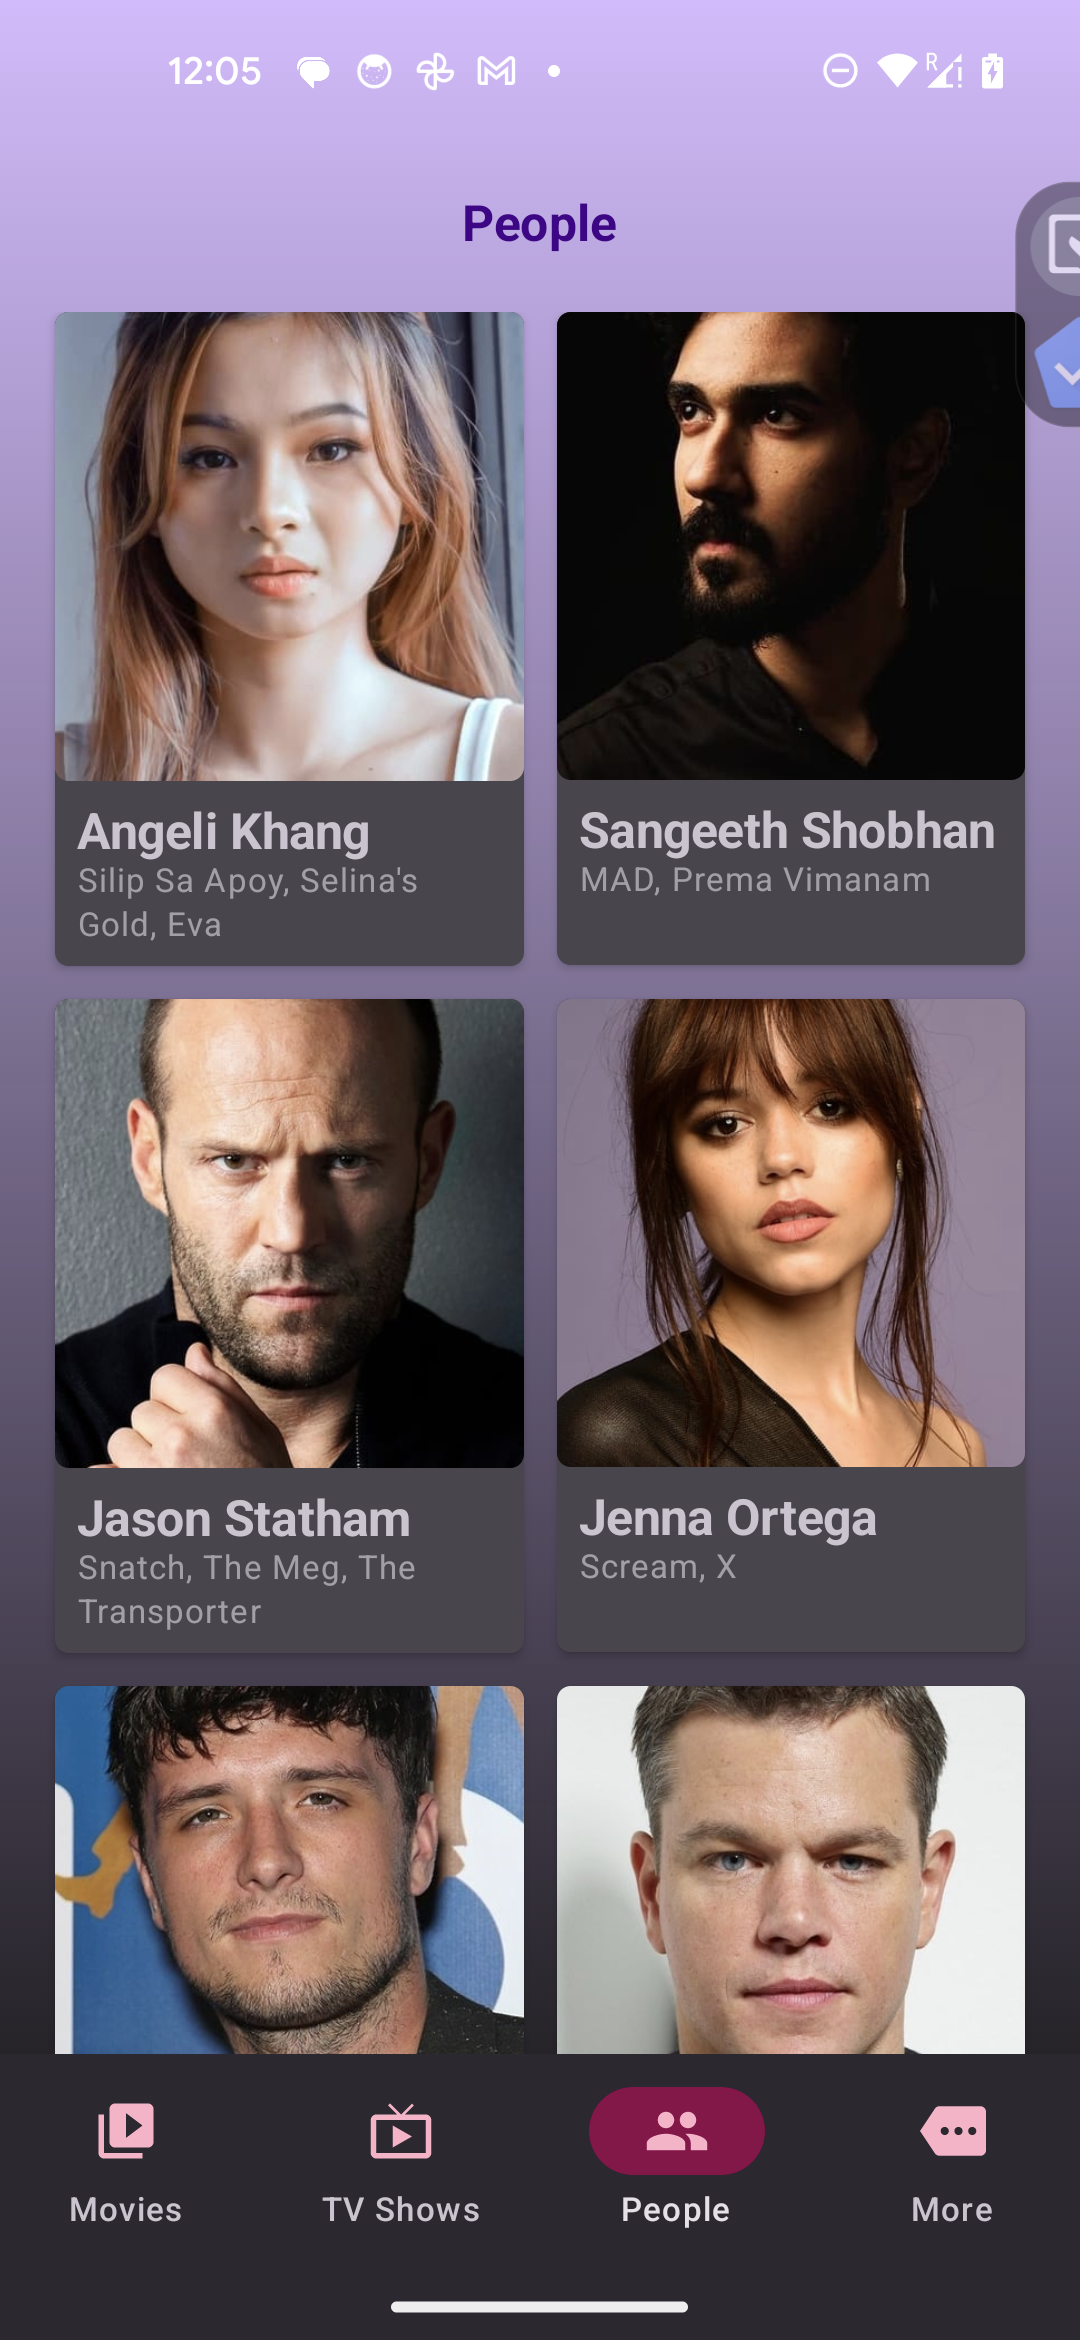 12:05
R
People
Angeli Khang
Silip Sa Apoy, Selina's
Gold, Eva
Sangeeth Shobhan
MAD, Prema Vimanam
Jason Statham
Snatch, The Meg, The
Transporter
Jenna Ortega
Scream, X
Movies
TV Shows
People
More